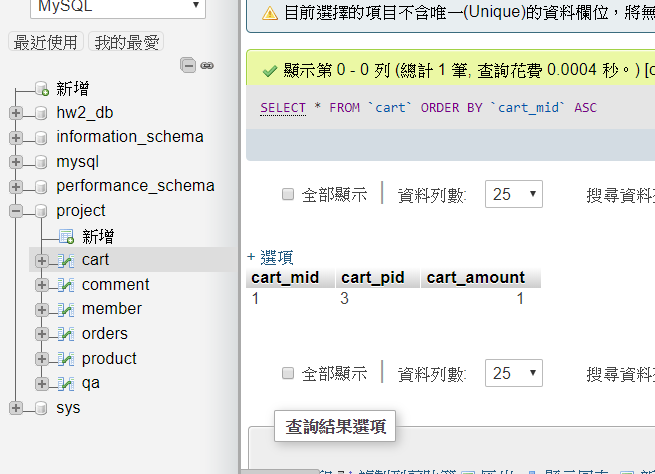 MySQL
最近使用 我的最愛
新增
hw2_db
information_schema
mysql
performance_schema
project
新增
cart
comment
member
orders
product
qa
sys
目前選擇的項目不含唯一(Unique)的資料欄位，將無
顯示第 0 - 0 列 (總計 1 筆, 查詢花費 0.0004 秒。) [c
SELECT * FROM `cart` ORDER BY `cart_mid` ASC
全部顯示 資料列數: 25 搜尋資料列
+ 選項
cart_mid cart_pid cart_amount
1 3 1
全部顯示 資料列數: 25 搜尋資料列
查詢結果選項